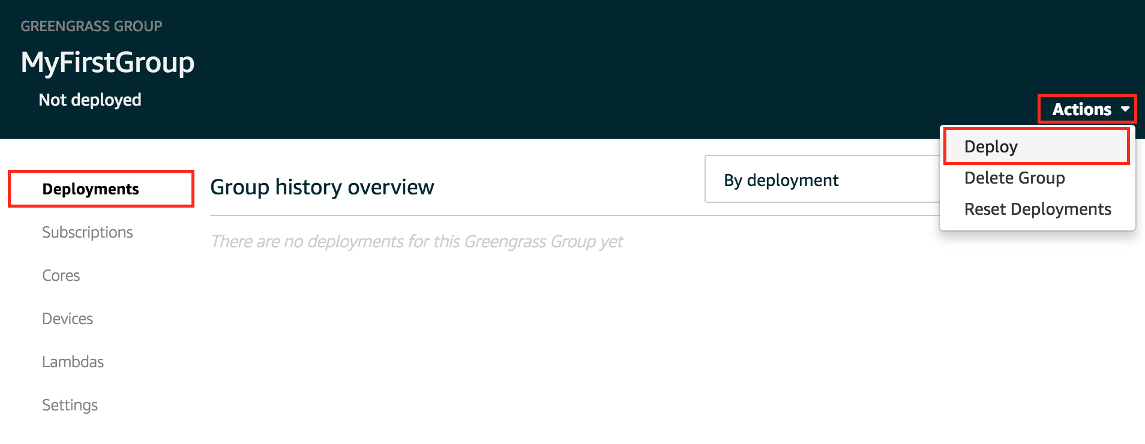 GREENGRASS GROUP
MyFirstGroup
Not deployed
Actions
Deploy
Delete Group
Reset Deployments
Deployments
Subscriptions
Cores
Devices
Lambdas
Settings
Group history overview
By deployment
There are no deployments for this Greengrass Group yet